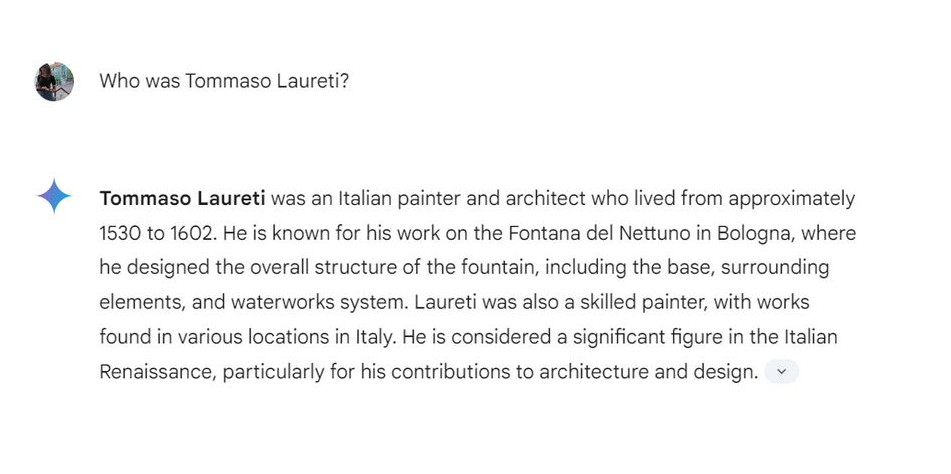 Who was Tommaso Laureti?
Tommaso Laureti was an Italian painter and architect who lived from approximately
1530 to 1602. He is known for his work on the Fontana del Nettuno in Bologna, where
he designed the overall structure of the fountain, including the base, surrounding
elements, and waterworks system. Laureti was also a skilled painter, with works
found in various locations in Italy. He is considered a significant figure in the Italian
Renaissance, particularly for his contributions to architecture and design.